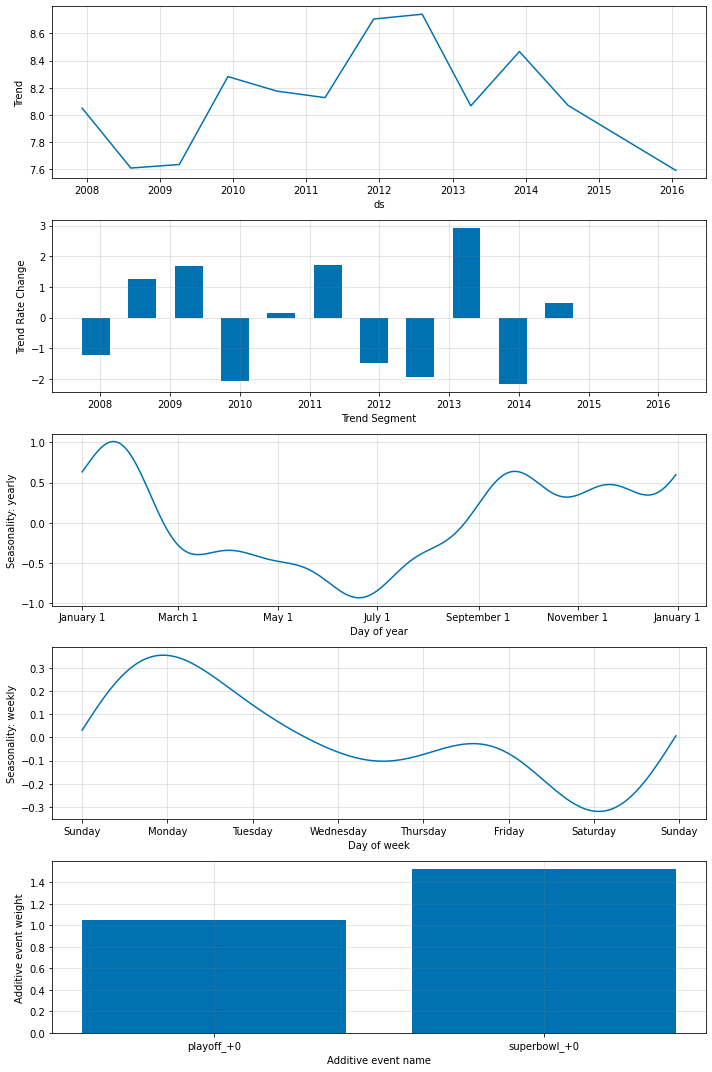 8.6
8.4
8.2
8.0
7.8
7.6
Trend
2008 2009 2010 2011 2012 2013 2014 2015 2016
ds
3
2
1
0
−1
−2
Trend Rate Change
2008 2009 2010 2011 2012 2013 2014 2015 2016
Trend Segment
1.0
0.5
0.0
−0.5
−1.0
Seasonality: yearly
January 1 March 1 May 1 July 1 September 1 November 1 January 1
Day of year
0.3
0.2
0.1
0.0
−0.1
−0.2
−0.3
Seasonality: weekly
Sunday Monday Tuesday Wednesday Thursday Friday Saturday Sunday
Day of week
1.4
1.2
1.0
0.8
0.6
0.4
0.2
0.0
Additive event weight
playoff_+0 superbowl_+0
Additive event name